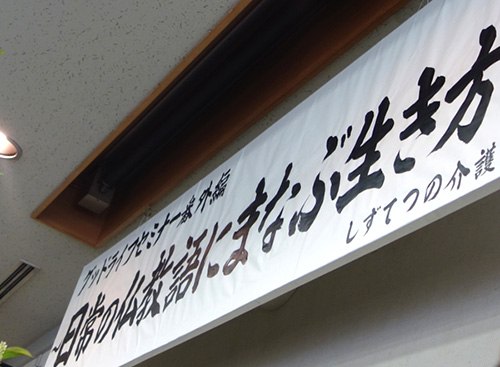 グッドライフセミナー番外編
～日常の仏教語にまなぶ生き方
しずてつの介護